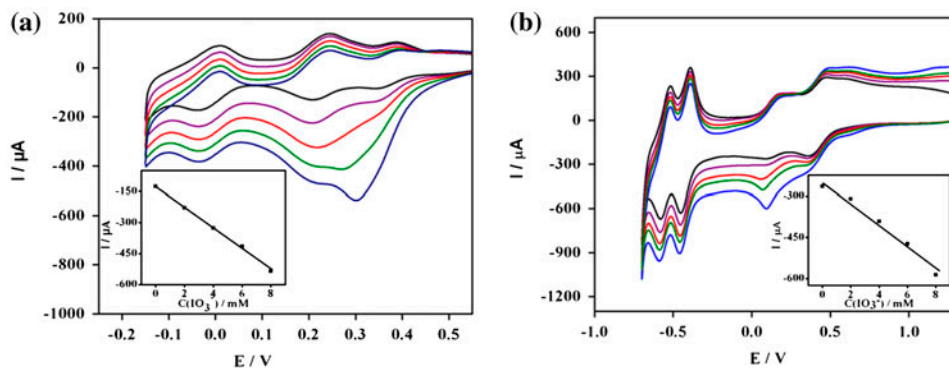 (a)
200
0
-200
-400
-600
-800
-1000
I / µA
-0.2
-0.1
0.0
0.1
0.2
0.3
0.4
0.5
E / V
-150
-300
-450
-600
I / µA
0 2 4 6 8
C(IO3-) / mM
(b)
600
300
0
-300
-600
-900
-1200
I / µA
-1.0
-0.5
0.0
0.5
1.0
E / V
-300
-450
-600
I / µA
0 2 4 6 8
C(IO3-) / mM